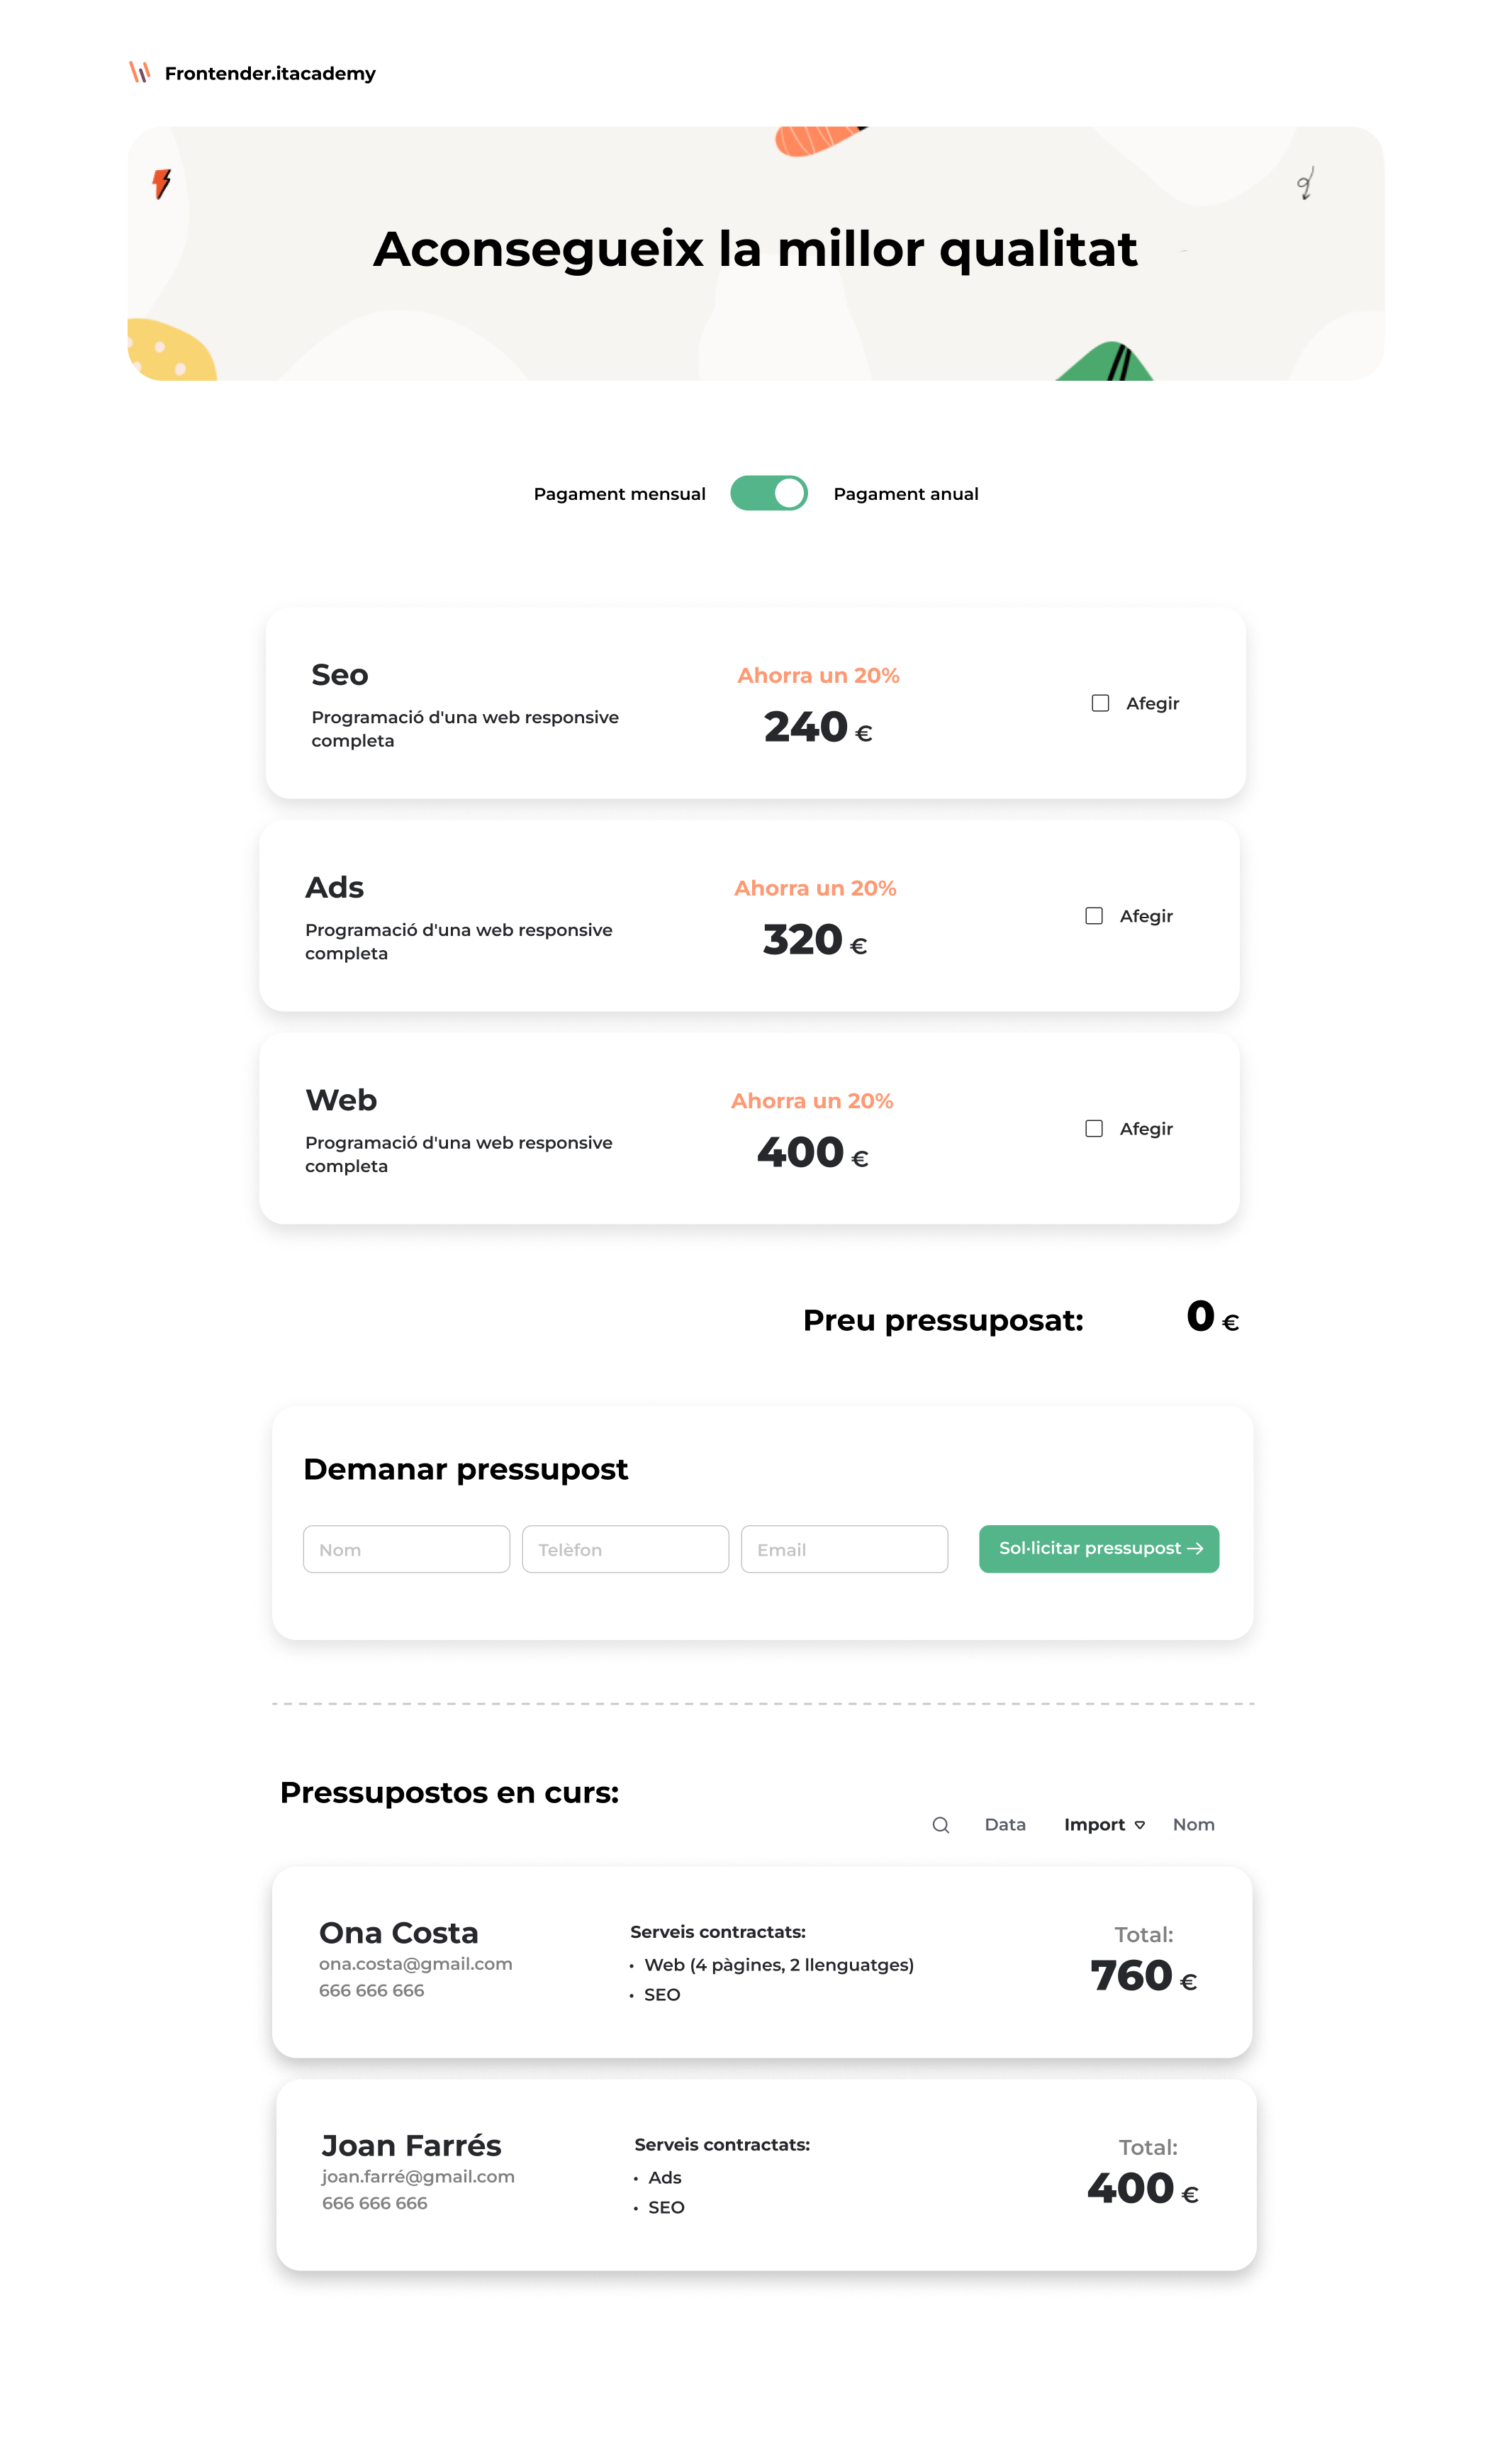 Frontender.itacademy
Aconsegueix la millor qualitat
Pagament mensual
Pagament anual
Seo
Programació d'una web responsive
completa
Ahorra un 20%
240 €
Afegir
Ads
Programació d'una web responsive
completa
Ahorra un 20%
320 €
Afegir
Web
Programació d'una web responsive
completa
Ahorra un 20%
400 €
Afegir
Preu pressuposat: 0 €
Demanar pressupost
Nom
Telèfon
Email
Sol·licitar pressupost →
Pressupostos en curs:
Data
Import
Nom
Ona Costa
ona.costa@gmail.com
666 666 666
Serveis contractats:
• Web (4 pàgines, 2 llenguatges)
• SEO
Total:
760 €
Joan Farrés
joan.farré@gmail.com
666 666 666
Serveis contractats:
• Ads
• SEO
Total:
400 €